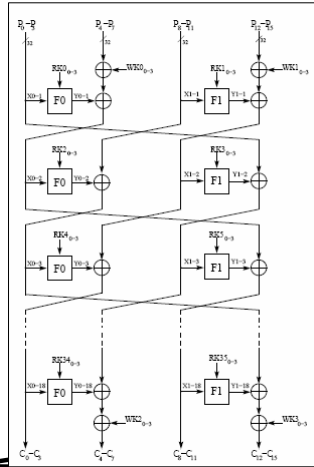 P0-P3 P4-P7 P8-P11 P12-P15
32 32 32 32
WK00-3 WK10-3
RK00-3 RK10-3
X0-1 F0 Y0-1 X1-1 F1 Y1-1
RK20-3 RK30-3
X0-2 F0 Y0-2 X1-2 F1 Y1-2
RK40-3 RK50-3
X0-3 F0 Y0-3 X1-3 F1 Y1-3
RK340-3 RK350-3
X0-18 F0 Y0-18 X1-18 F1 Y1-18
WK20-3 WK30-3
C0-C3 C4-C7 C8-C11 C12-C15